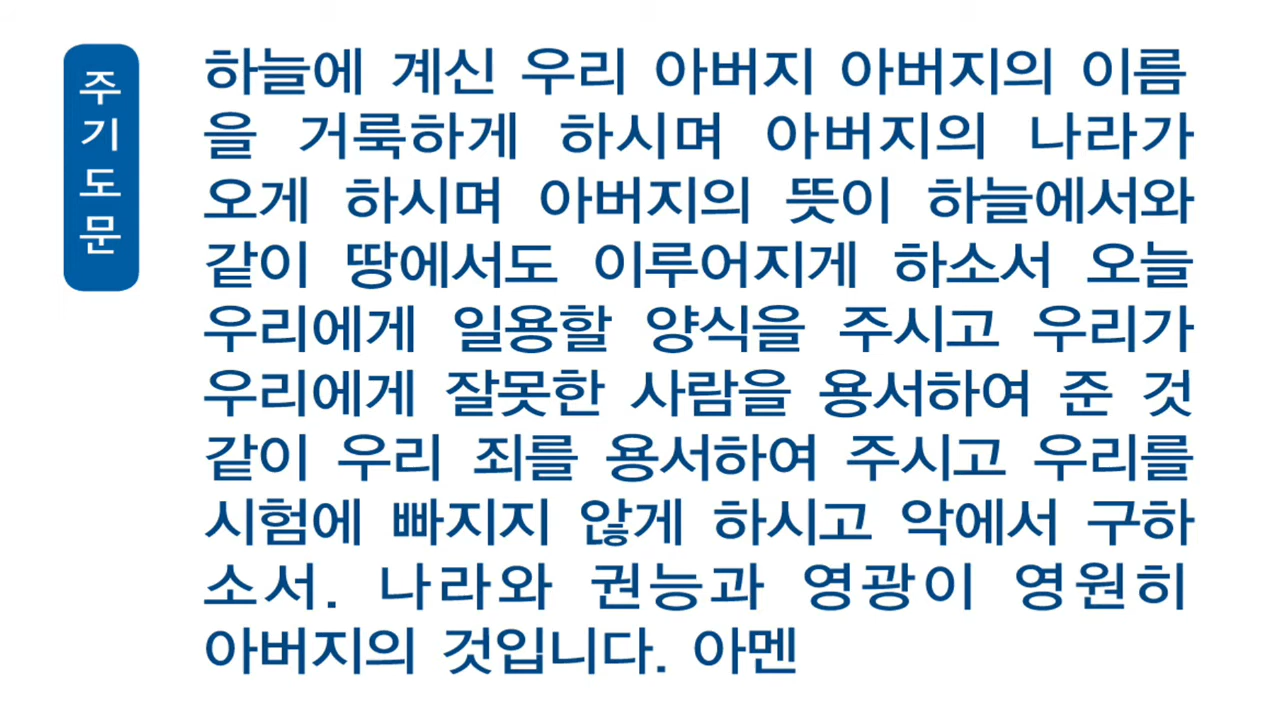 주기도문
하늘에 계신 우리 아버지 아버지의 이름
을 거룩하게 하시며 아버지의 나라가
오게 하시며 아버지의 뜻이 하늘에서와
같이 땅에서도 이루어지게 하소서 오늘
우리에게 일용할 양식을 주시고 우리가
우리에게 잘못한 사람을 용서하여 준 것
같이 우리 죄를 용서하여 주시고 우리를
시험에 빠지지 않게 하시고 악에서 구하
소서. 나라와 권능과 영광이 영원히
아버지의 것입니다. 아멘